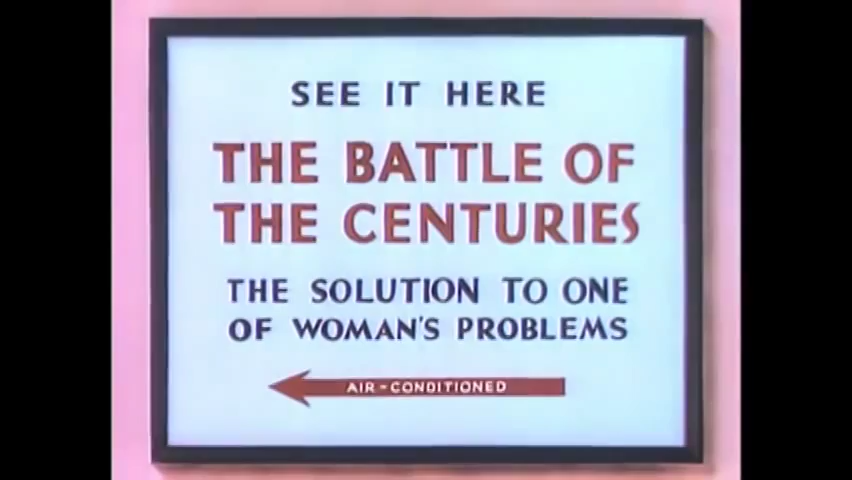 SEE IT HERE
THE BATTLE OF
THE CENTURIES
THE SOLUTION TO ONE
OF WOMAN'S PROBLEMS
AIR-CONDITIONED